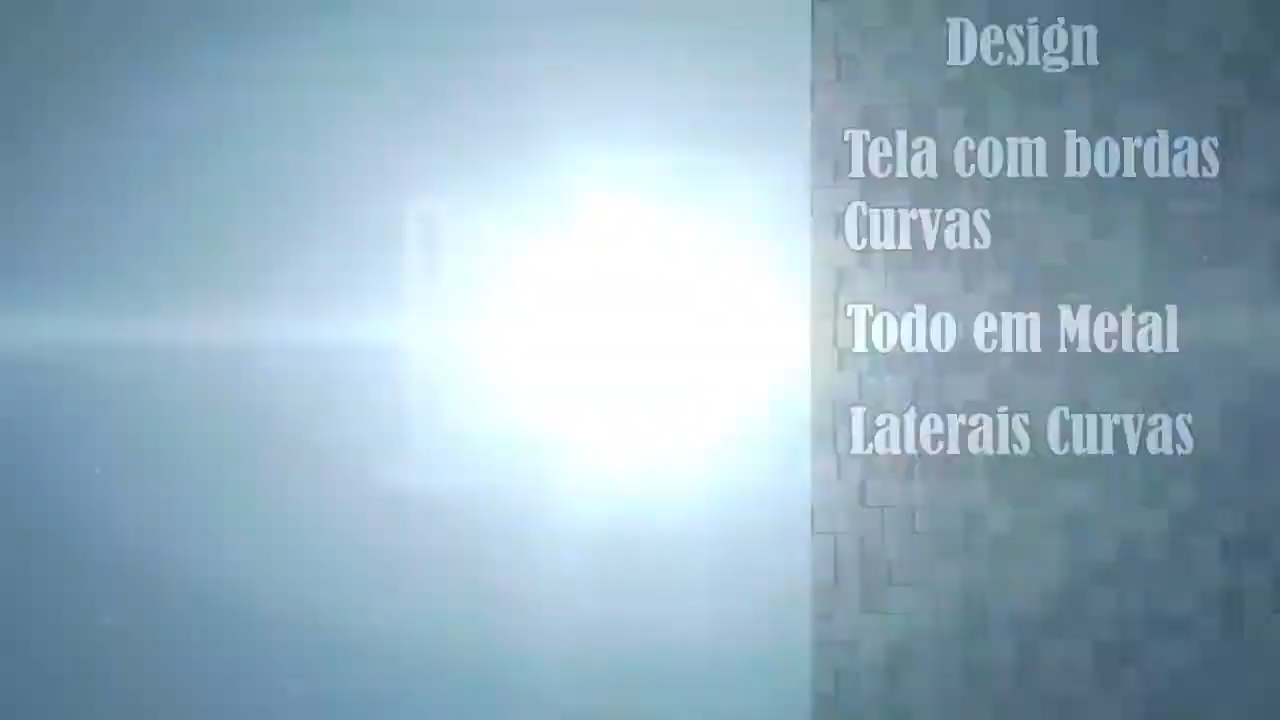 Design
Tela com bordas
Curvas
Todo em Metal
Laterais Curvas